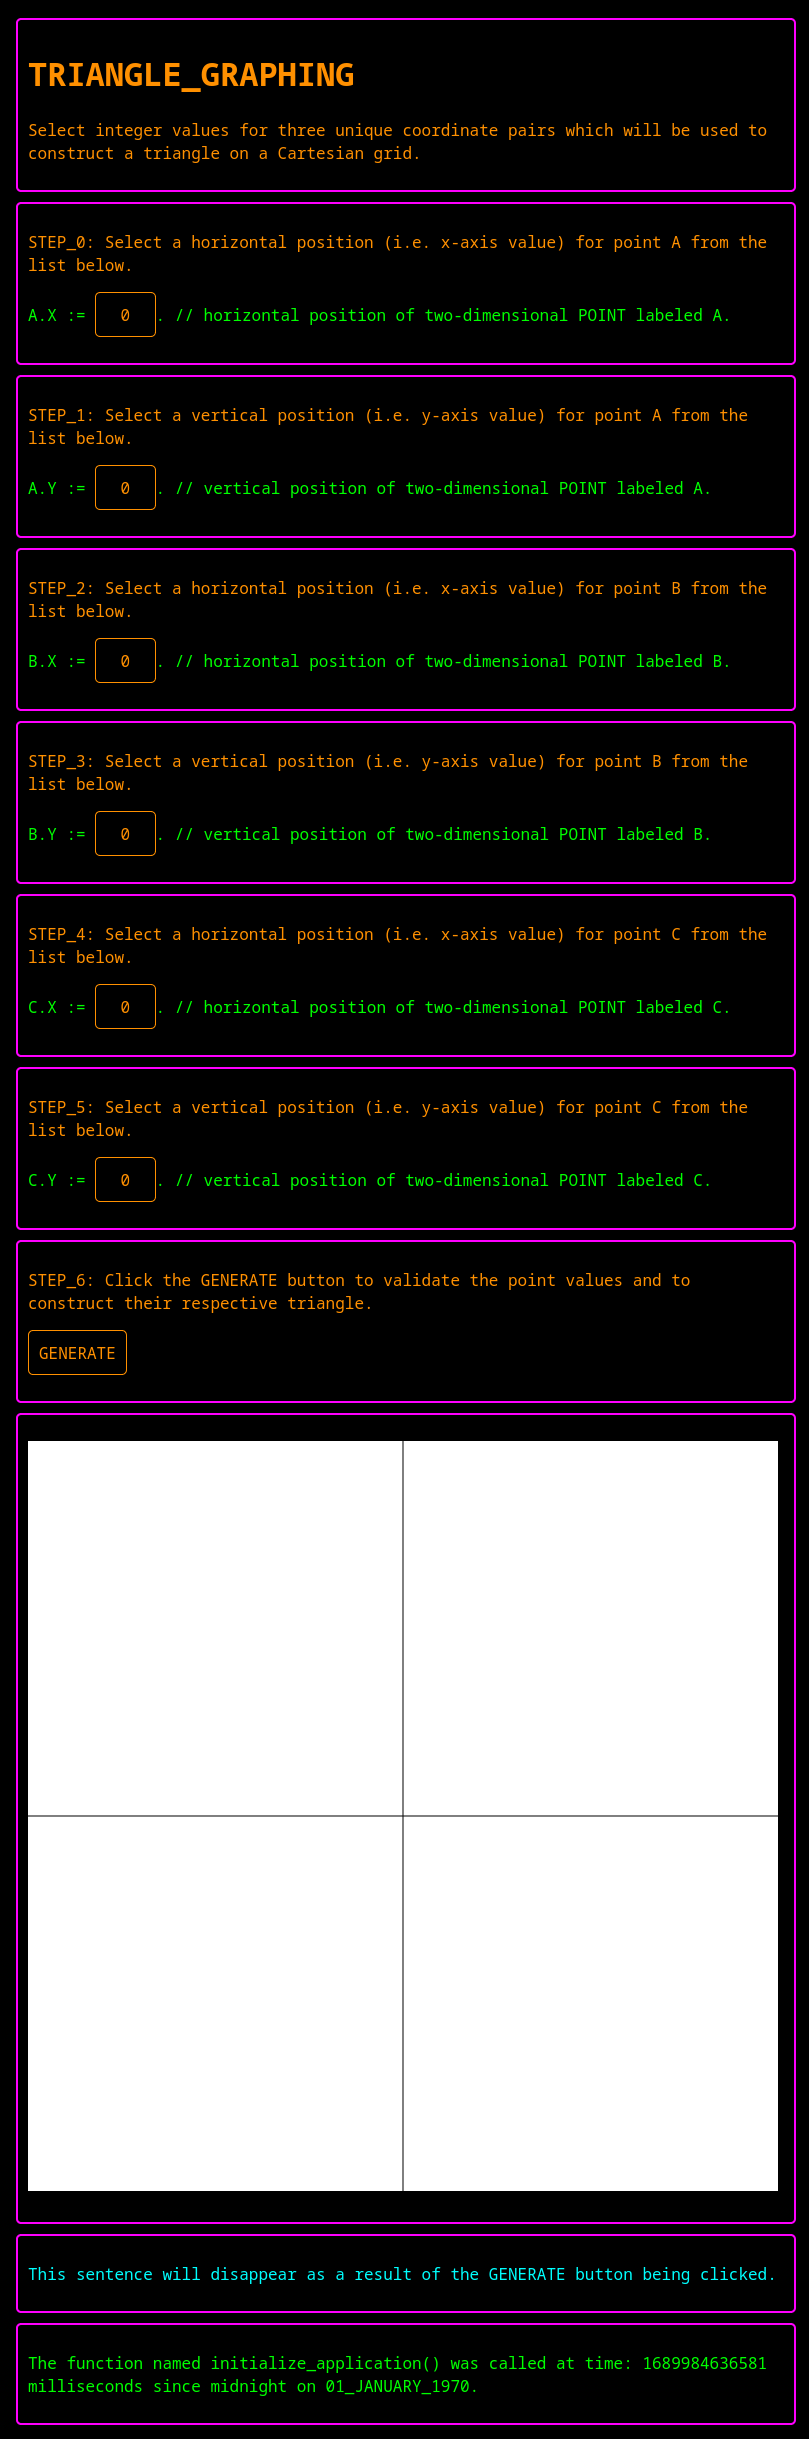 TRIANGLE_GRAPHING
Select integer values for three unique coordinate pairs which will be used to
construct a triangle on a Cartesian grid.
STEP_0: Select a horizontal position (i.e. x-axis value) for point A from the
list below.
A.X := 0. // horizontal position of two-dimensional POINT labeled A.
STEP_1: Select a vertical position (i.e. y-axis value) for point A from the
list below.
A.Y := 0. // vertical position of two-dimensional POINT labeled A.
STEP_2: Select a horizontal position (i.e. x-axis value) for point B from the
list below.
B.X := 0. // horizontal position of two-dimensional POINT labeled B.
STEP_3: Select a vertical position (i.e. y-axis value) for point B from the
list below.
B.Y := 0. // vertical position of two-dimensional POINT labeled B.
STEP_4: Select a horizontal position (i.e. x-axis value) for point C from the
list below.
C.X := 0. // horizontal position of two-dimensional POINT labeled C.
STEP_5: Select a vertical position (i.e. y-axis value) for point C from the
list below.
C.Y := 0. // vertical position of two-dimensional POINT labeled C.
STEP_6: Click the GENERATE button to validate the point values and to
construct their respective triangle.
GENERATE
This sentence will disappear as a result of the GENERATE button being clicked.
The function named initialize_application() was called at time: 1689984636581
milliseconds since midnight on 01_JANUARY_1970.